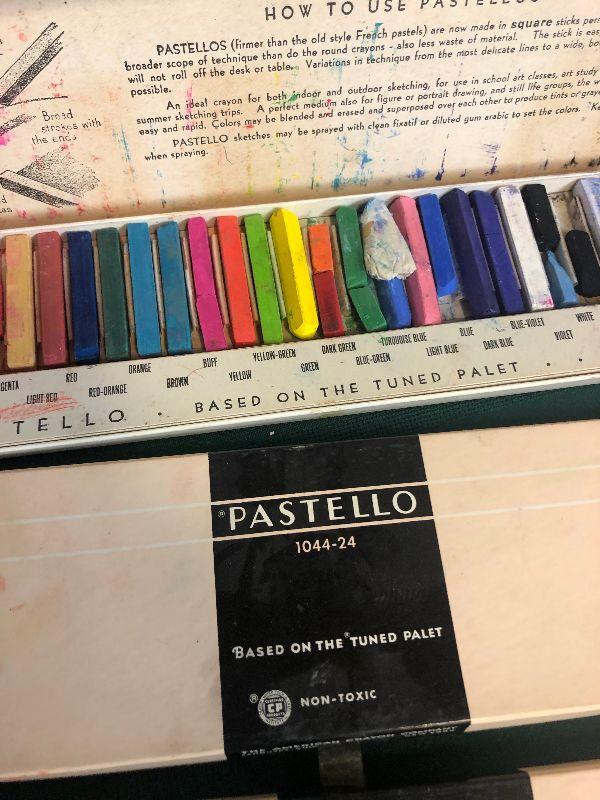 HOW TO USE PASTELLOS
PASTELLOS (firmer than the old style French pastels) are now made in square sticks
broader scope of technique than do the round crayons - also less waste of material. The stick is
will not roll off the desk or table. Variations in technique from the most delicate lines to a wide,
possible.
An ideal crayon for both indoor and outdoor sketching, for use in school art classes, art study
summer sketching trips. A perfect medium also for figure or portrait drawing, and still life groups, the
easy and rapid. Colors may be blended and erased and superposed over each other to produce tints or
PASTELLO sketches may be sprayed with clean fixatif or diluted gum arabic to set the colors.
when spraying.
Broad
strokes with
the ends
GENTA RED ORANGE BUFF YELLOW-GREEN DARK GREEN TURQUOISE BLUE BLUE BLUE-VIOLET WHITE
LIGHT RED RED-ORANGE BROWN YELLOW GREEN BLUE-GREEN LIGHT BLUE DARK BLUE VIOLET
TELLO · BASED ON THE TUNED PALET · ·
®PASTELLO
1044-24
BASED ON THE ®TUNED PALET
® CERTIFIED CP PRODUCTS NON-TOXIC
THE AMERICAN CRAYON COMPANY